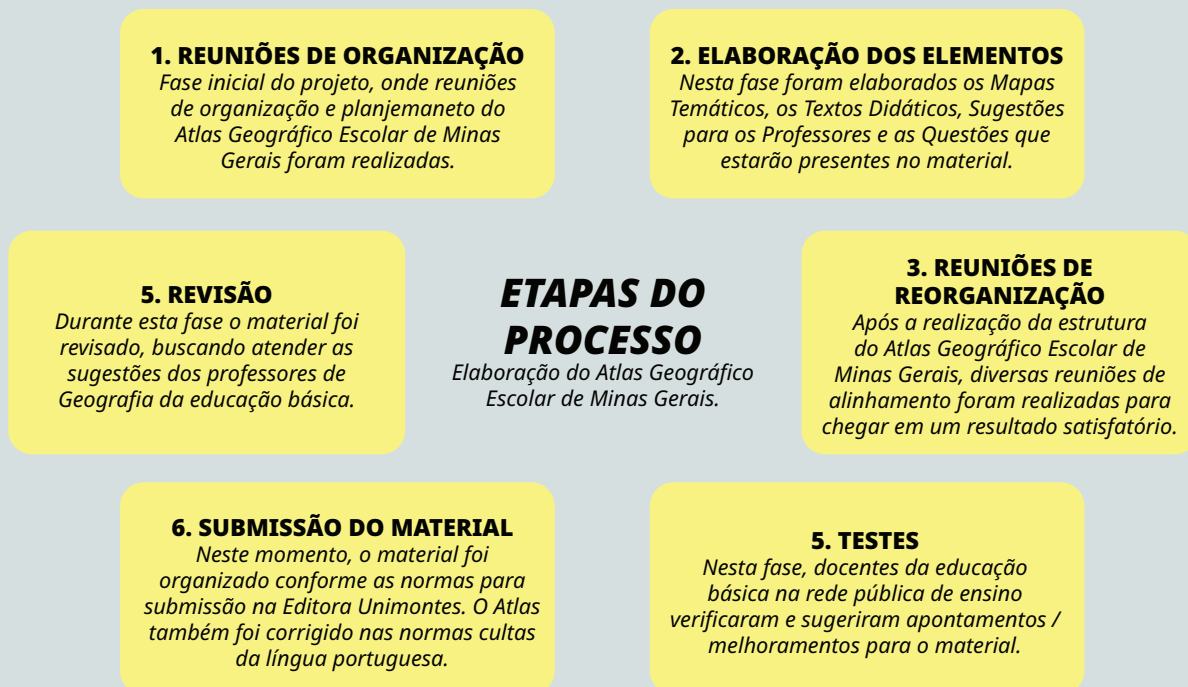 1. REUNIÕES DE ORGANIZAÇÃO
Fase inicial do projeto, onde reuniões
de organização e planjemaneto do
Atlas Geográfico Escolar de Minas
Gerais foram realizadas.
2. ELABORAÇÃO DOS ELEMENTOS
Nesta fase foram elaborados os Mapas
Temáticos, os Textos Didáticos, Sugestões
para os Professores e as Questões que
estarão presentes no material.
5. REVISÃO
Durante esta fase o material foi
revisado, buscando atender as
sugestões dos professores de
Geografia da educação básica.
ETAPAS DO
PROCESSO
Elaboração do Atlas Geográfico
Escolar de Minas Gerais.
3. REUNIÕES DE
REORGANIZAÇÃO
Após a realização da estrutura
do Atlas Geográfico Escolar de
Minas Gerais, diversas reuniões de
alinhamento foram realizadas para
chegar em um resultado satisfatório.
6. SUBMISSÃO DO MATERIAL
Neste momento, o material foi
organizado conforme as normas para
submissão na Editora Unimontes. O Atlas
também foi corrigido nas normas cultas
da língua portuguesa.
5. TESTES
Nesta fase, docentes da educação
básica na rede pública de ensino
verificaram e sugeriram apontamentos /
melhoramentos para o material.